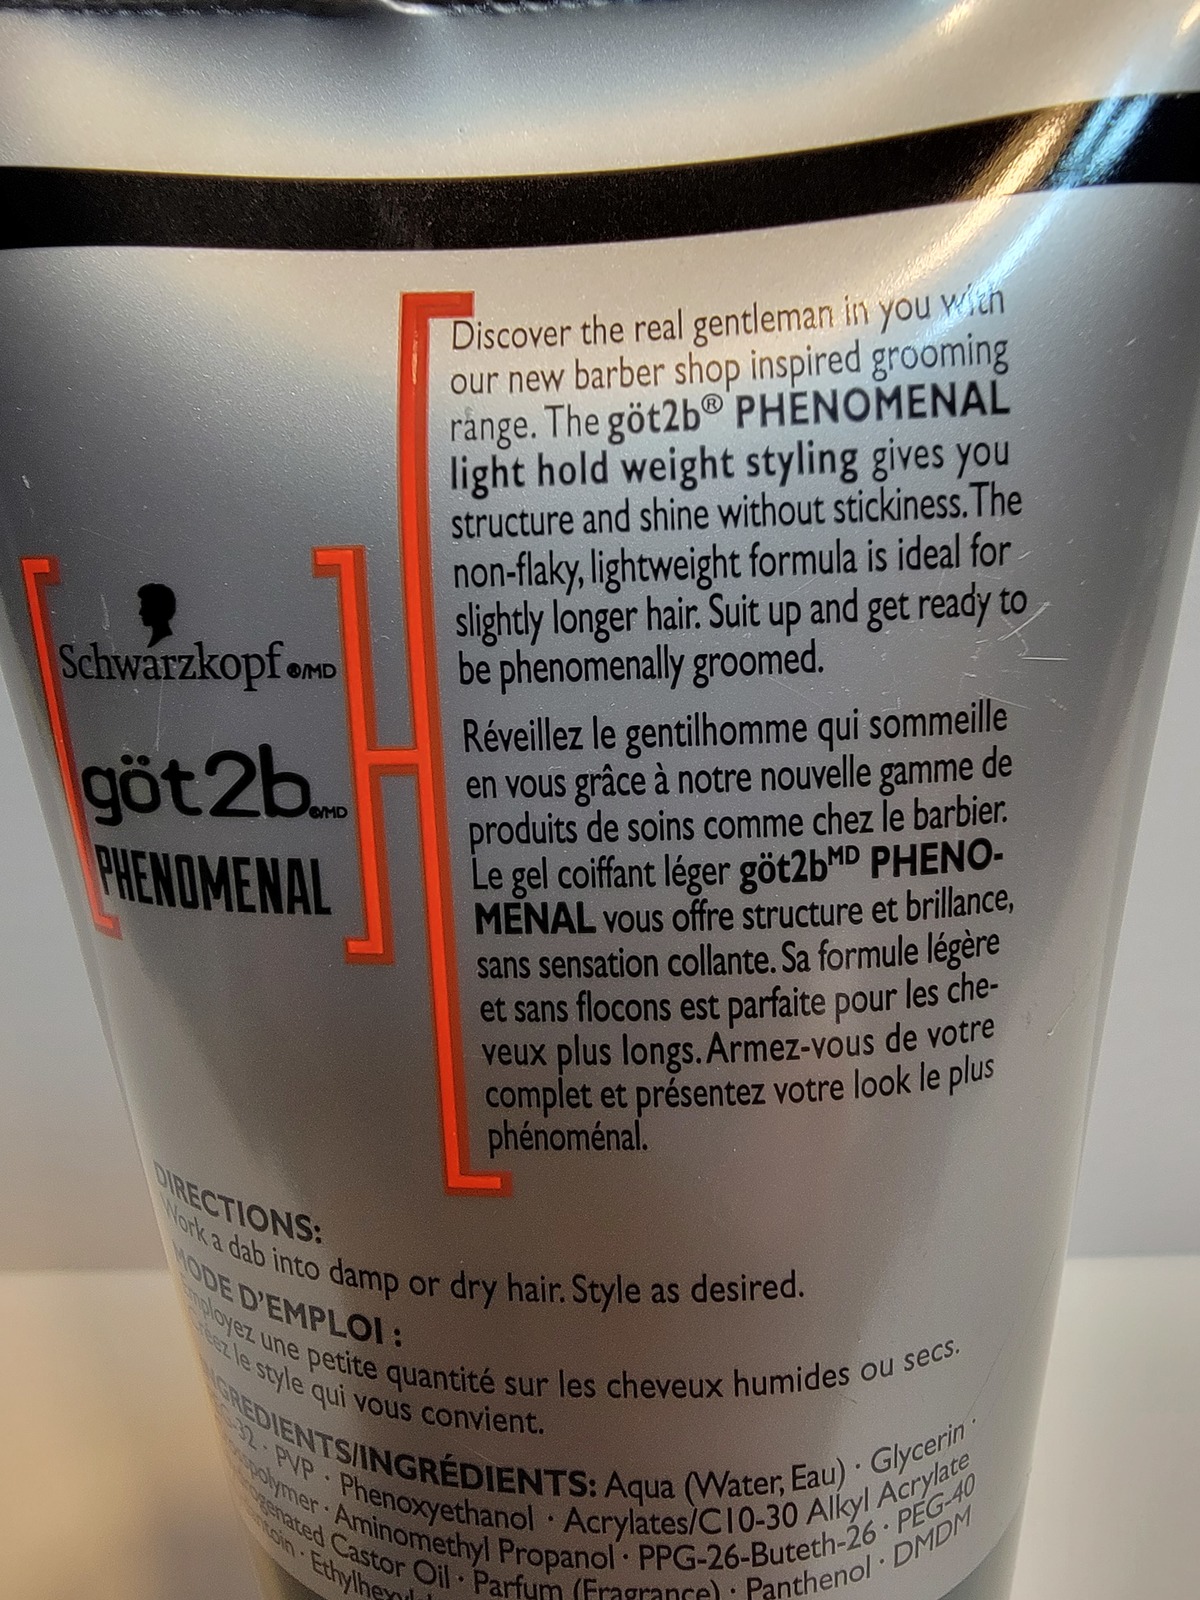 Schwarzkopf®/MD
göt2b®/MD
PHENOMENAL
Discover the real gentleman in you with
our new barber shop inspired grooming
range. The göt2b® PHENOMENAL
light hold weight styling gives you
structure and shine without stickiness. The
non-flaky, lightweight formula is ideal for
slightly longer hair. Suit up and get ready to
be phenomenally groomed.
Réveillez le gentilhomme qui sommeille
en vous grâce à notre nouvelle gamme de
produits de soins comme chez le barbier.
Le gel coiffant léger göt2bMD PHENO-
MENAL vous offre structure et brillance,
sans sensation collante. Sa formule légère
et sans flocons est parfaite pour les che-
veux plus longs. Armez-vous de votre
complet et présentez votre look le plus
phénoménal.
DIRECTIONS:
Work a dab into damp or dry hair. Style as desired.
MODE D'EMPLOI :
Employez une petite quantité sur les cheveux humides ou secs.
Créez le style qui vous convient.
INGREDIENTS/INGRÉDIENTS: Aqua (Water, Eau) · Glycerin ·
PVP · Phenoxyethanol · Acrylates/C10-30 Alkyl Acrylate
Aminomethyl Propanol · PPG-26-Buteth-26 · PEG-40
Castor Oil · Parfum (Fragrance) · Panthenol · DMDM